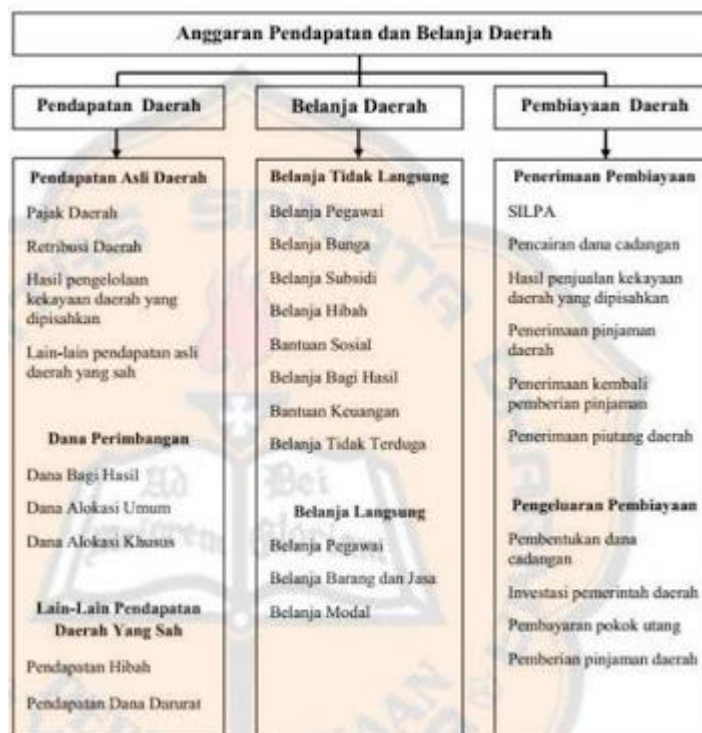 Anggaran Pendapatan dan Belanja Daerah
Pendapatan Daerah
Belanja Daerah
Pembiayaan Daerah
Pendapatan Asli Daerah
Pajak Daerah
Retribusi Daerah
Hasil pengelolaan
kekayaan daerah yang
dipisahkan
Lain-lain pendapatan asli
daerah yang sah
Dana Perimbangan
Dana Bagi Hasil
Dana Alokasi Umum
Dana Alokasi Khusus
Lain-Lain Pendapatan
Daerah Yang Sah
Pendapatan Hibah
Pendapatan Dana Darurat
Belanja Tidak Langsung
Belanja Pegawai
Belanja Bunga
Belanja Subsidi
Belanja Hibah
Bantuan Sosial
Belanja Bagi Hasil
Bantuan Keuangan
Belanja Tidak Terduga
Belanja Langsung
Belanja Pegawai
Belanja Barang dan Jasa
Belanja Modal
Penerimaan Pembiayaan
SILPA
Pencairan dana cadangan
Hasil penjualan kekayaan
daerah yang dipisahkan
Penerimaan pinjaman
daerah
Penerimaan kembali
pemberian pinjaman
Penerimaan piutang daerah
Pengeluaran Pembiayaan
Pembentukan dana
cadangan
Investasi pemerintah daerah
Pembayaran pokok utang
Pemberian pinjaman daerah
SANATA
Ad Dei